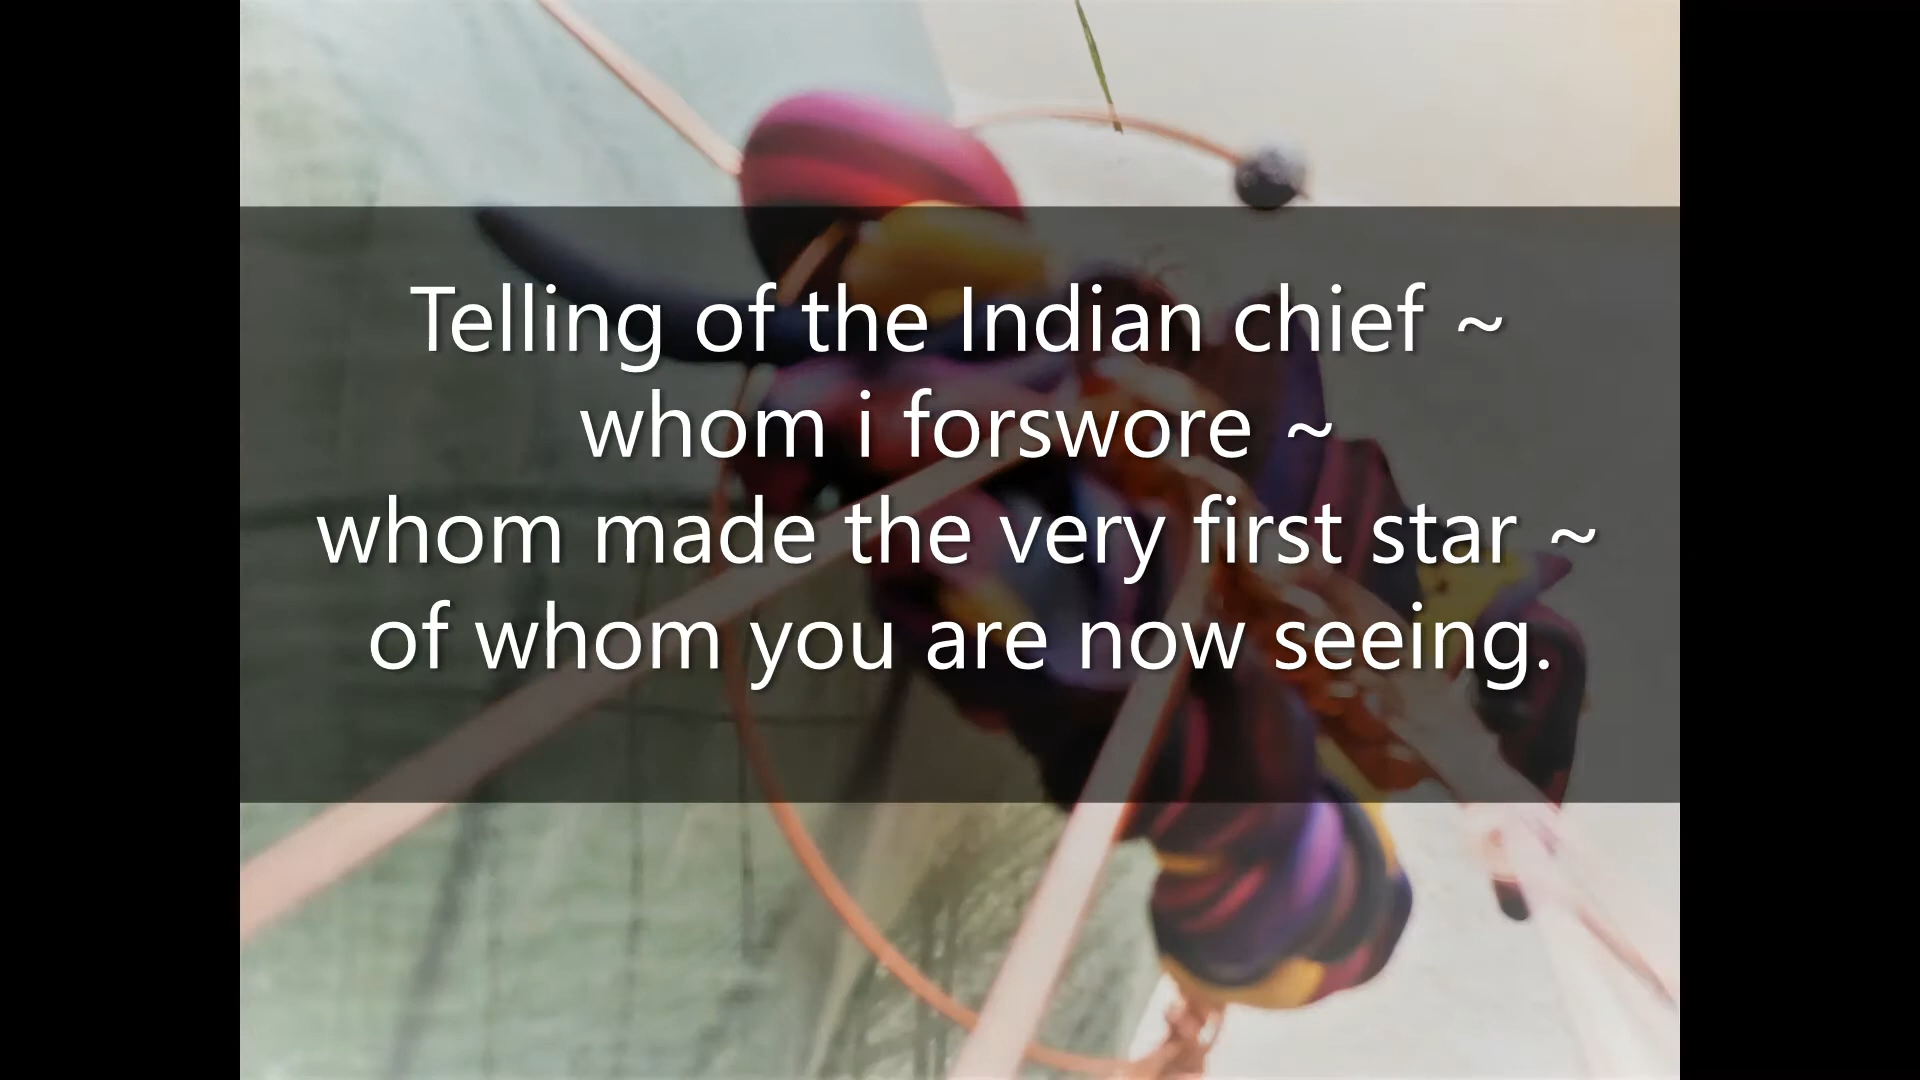 Telling of the Indian chief ~
whom i forswore ~
whom made the very first star ~
of whom you are now seeing.